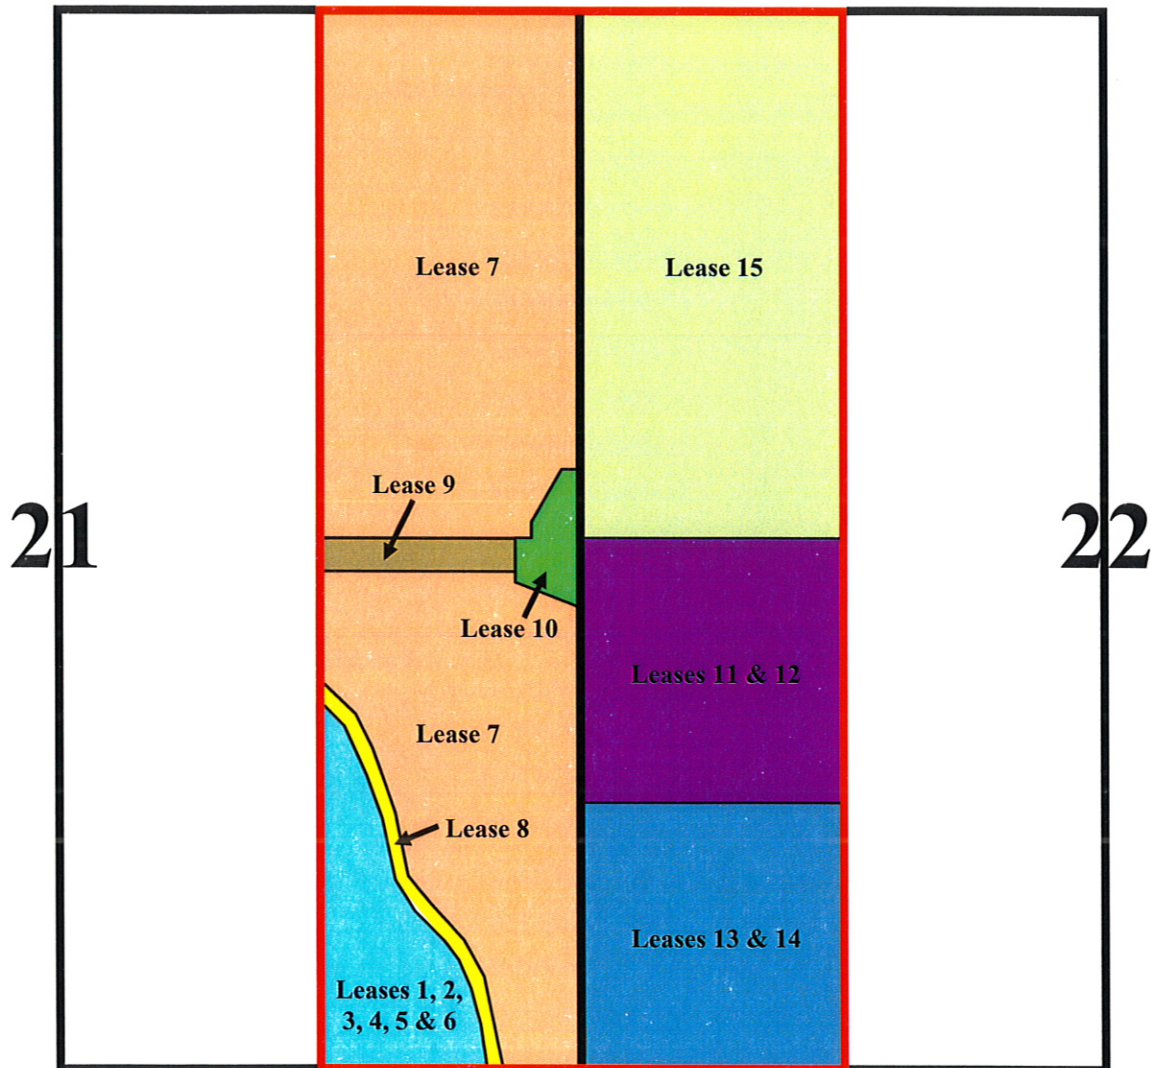 Lease 7
Lease 15
Lease 9
21
22
Lease 10
Leases 11 & 12
Lease 7
Lease 8
Leases 13 & 14
Leases 1, 2,
3, 4, 5 & 6